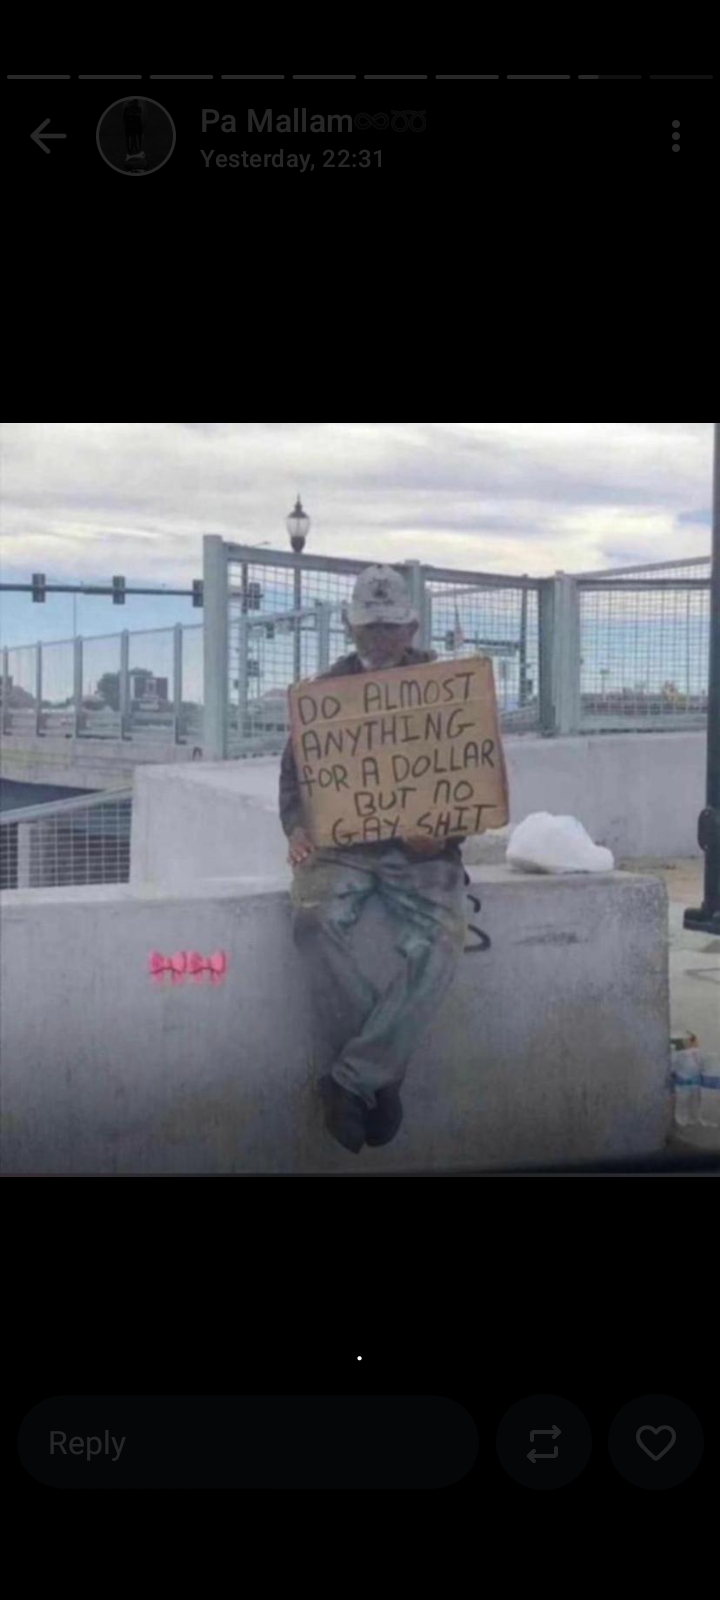 Pa Mallam♾️➿
Yesterday, 22:31
DO ALMOST
ANYTHING
fOR A DOLLAR
BUT NO
GAY SHIT
.
Reply